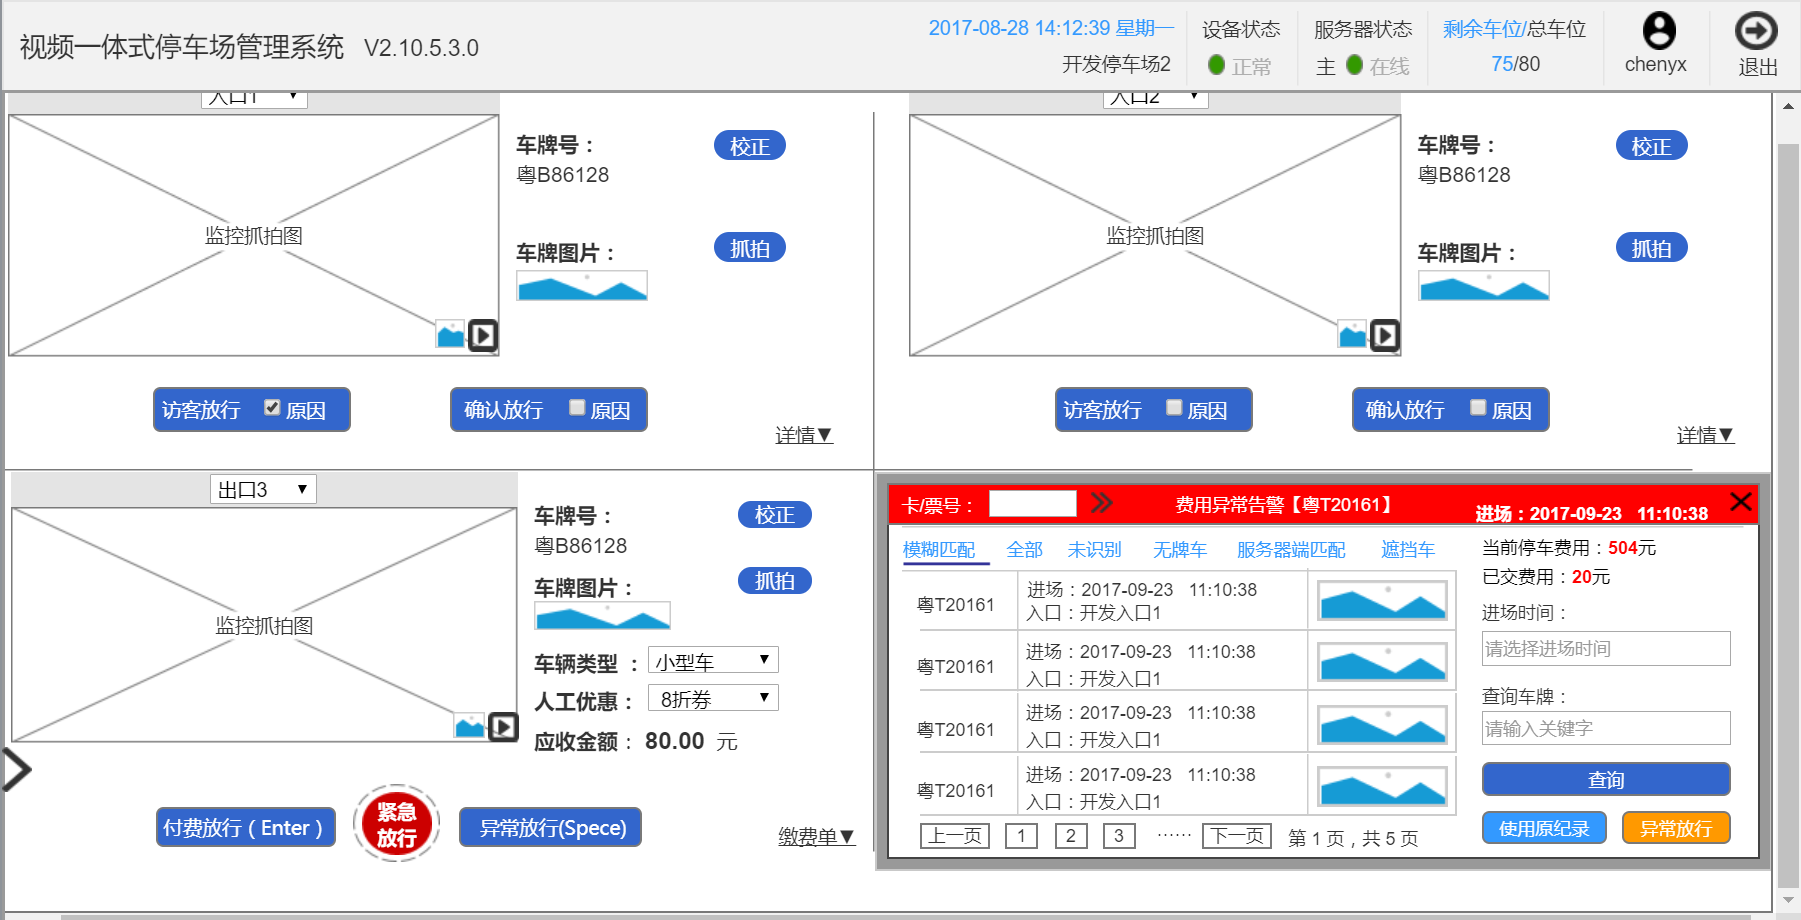 视频一体式停车场管理系统 V2.10.5.3.0
2017-08-28 14:12:39 星期一
开发停车场2
设备状态
正常
服务器状态
主 在线
剩余车位/总车位
75/80
chenyx
退出
入口1
监控抓拍图
车牌号：
粤B86128
校正
车牌图片：
抓拍
访客放行 原因
确认放行 原因
详情▼
入口2
监控抓拍图
车牌号：
粤B86128
校正
车牌图片：
抓拍
访客放行 原因
确认放行 原因
详情▼
出口3
监控抓拍图
车牌号：
粤B86128
校正
车牌图片：
抓拍
车辆类型 ： 小型车
人工优惠： 8折券
应收金额： 80.00 元
付费放行（Enter）
紧急
放行
异常放行(Spece)
缴费单▼
卡/票号：
费用异常告警【粤T20161】
进场：2017-09-23 11:10:38
模糊匹配 全部 未识别 无牌车 服务器端匹配 遮挡车
粤T20161
进场：2017-09-23 11:10:38
入口：开发入口1
粤T20161
进场：2017-09-23 11:10:38
入口：开发入口1
粤T20161
进场：2017-09-23 11:10:38
入口：开发入口1
粤T20161
进场：2017-09-23 11:10:38
入口：开发入口1
上一页 1 2 3 …… 下一页 第 1 页，共 5 页
当前停车费用：504元
已交费用：20元
进场时间：
请选择进场时间
查询车牌：
请输入关键字
查询
使用原纪录
异常放行